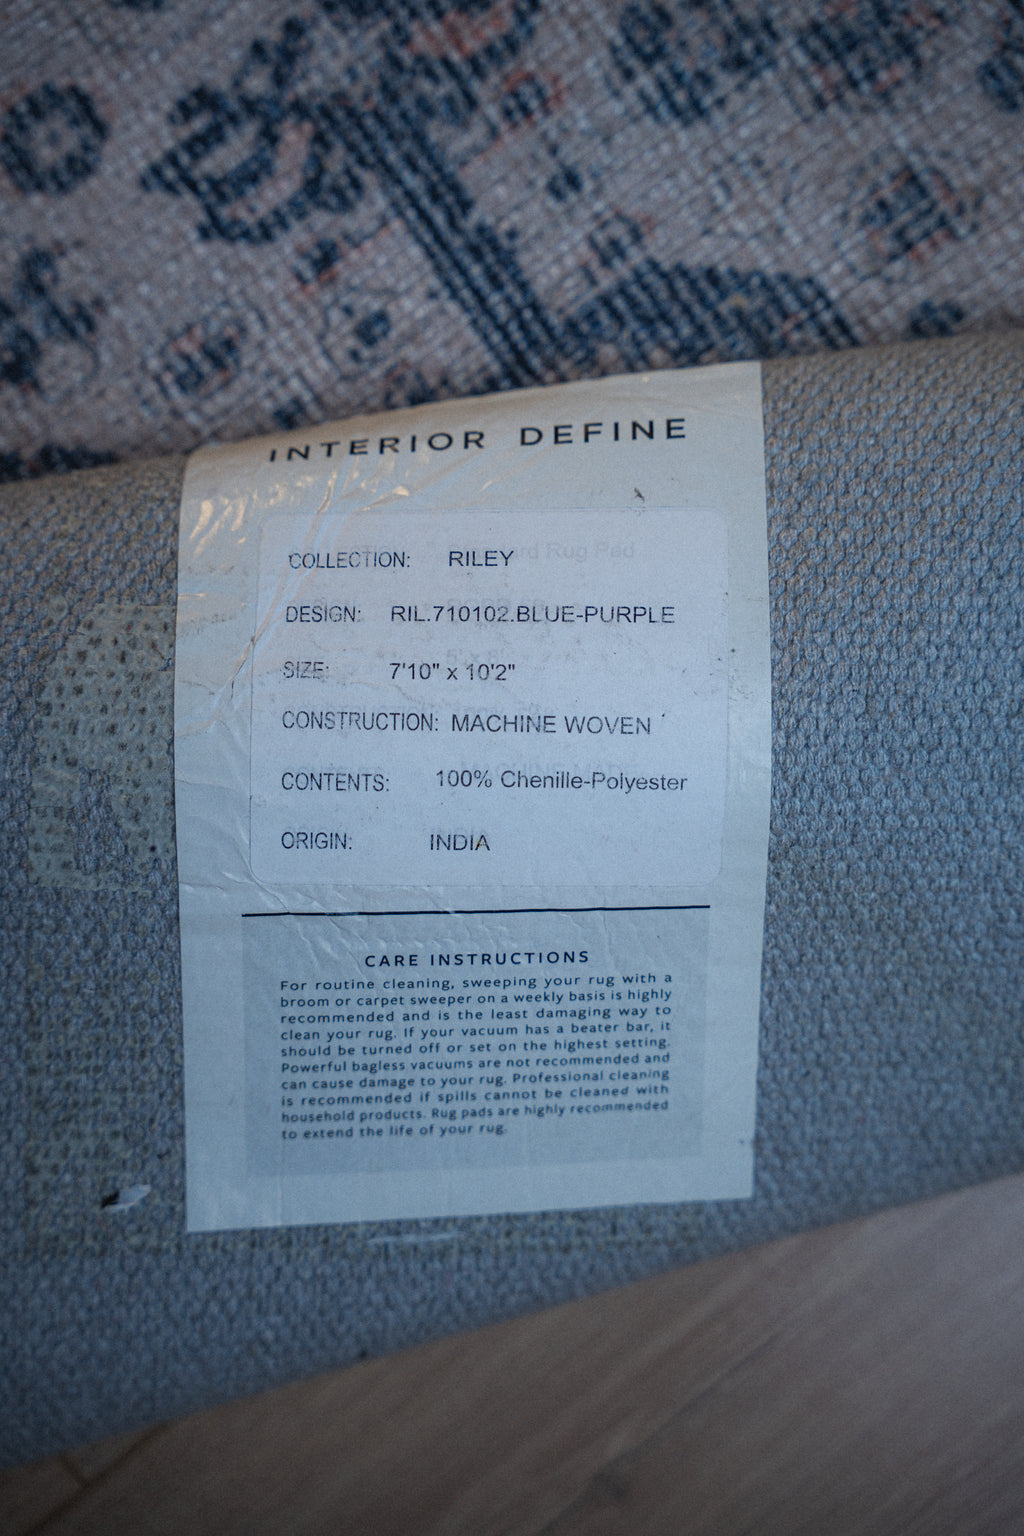 INTERIOR DEFINE
COLLECTION: RILEY
DESIGN: RIL.710102.BLUE-PURPLE
SIZE: 7'10" x 10'2"
CONSTRUCTION: MACHINE WOVEN
CONTENTS: 100% Chenille-Polyester
ORIGIN: INDIA
CARE INSTRUCTIONS
For routine cleaning, sweeping your rug with a
broom or carpet sweeper on a weekly basis is highly
recommended and is the least damaging way to
clean your rug. If your vacuum has a beater bar, it
should be turned off or set on the highest setting.
Powerful bagless vacuums are not recommended and
can cause damage to your rug. Professional cleaning
is recommended if spills cannot be cleaned with
household products. Rug pads are highly recommended
to extend the life of your rug.